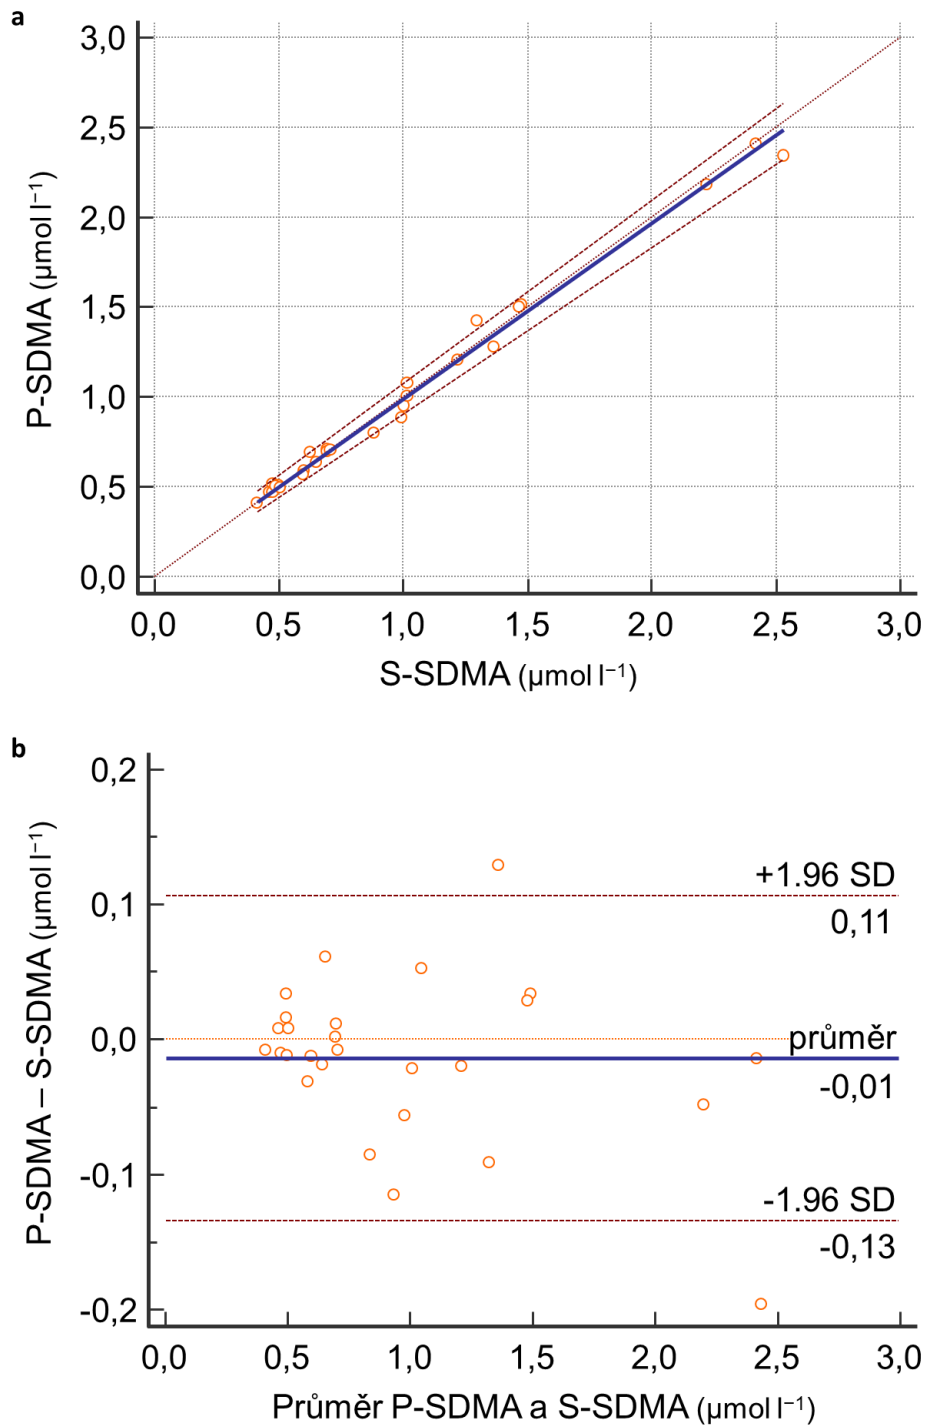 a
3,0
2,5
2,0
1,5
1,0
0,5
0,0
P-SDMA (µmol l⁻¹)
0,0 0,5 1,0 1,5 2,0 2,5 3,0
S-SDMA (µmol l⁻¹)
b
0,2
0,1
0,0
-0,1
-0,2
P-SDMA – S-SDMA (µmol l⁻¹)
+1.96 SD
0,11
průměr
-0,01
-1.96 SD
-0,13
0,0 0,5 1,0 1,5 2,0 2,5 3,0
Průměr P-SDMA a S-SDMA (µmol l⁻¹)